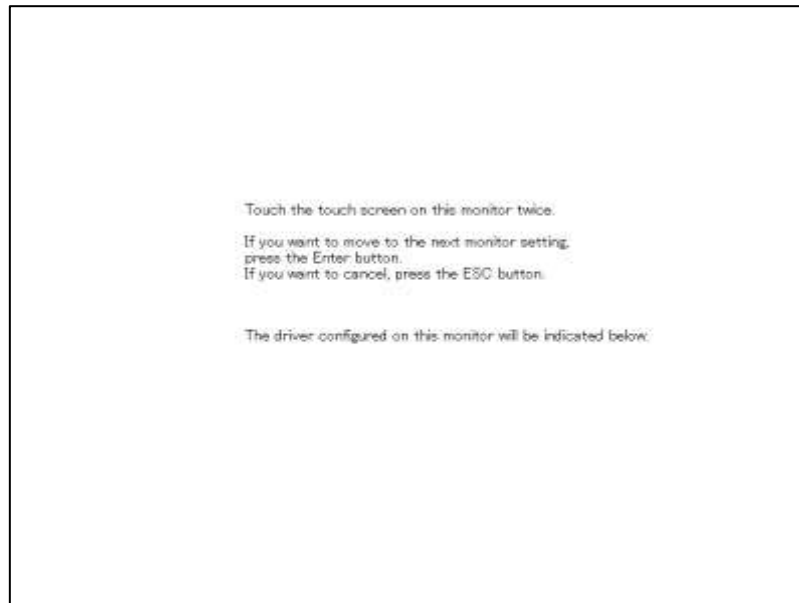 Touch the touch screen on this monitor twice.
If you want to move to the next monitor setting,
press the Enter button.
If you want to cancel, press the ESC button.
The driver configured on this monitor will be indicated below.